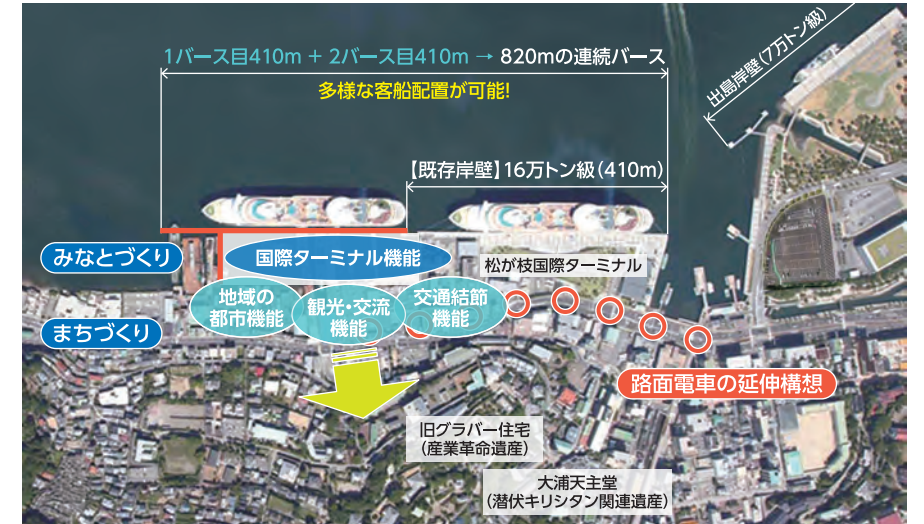 1バース目410m + 2バース目410m → 820mの連続バース
多様な客船配置が可能!
出島岸壁(7万トン級)
【既存岸壁】16万トン級(410m)
みなとづくり
国際ターミナル機能
松が枝国際ターミナル
地域の
都市機能
観光・交流
機能
交通結節
機能
まちづくり
路面電車の延伸構想
旧グラバー住宅
(産業革命遺産)
大浦天主堂
(潜伏キリシタン関連遺産)